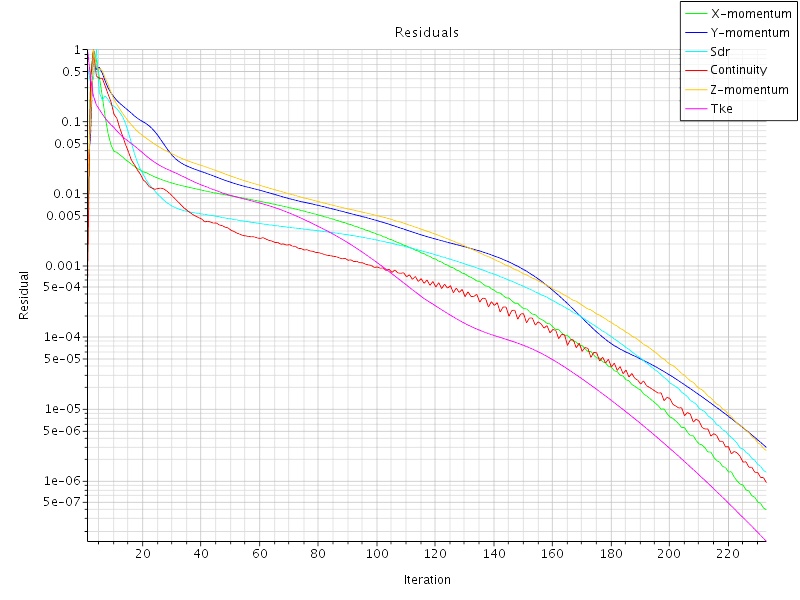 Residuals
X-momentum
Y-momentum
Sdr
Continuity
Z-momentum
Tke
1
0.5
0.1
0.05
0.01
0.005
0.001
5e-04
1e-04
5e-05
1e-05
5e-06
1e-06
5e-07
Residual
20 40 60 80 100 120 140 160 180 200 220
Iteration